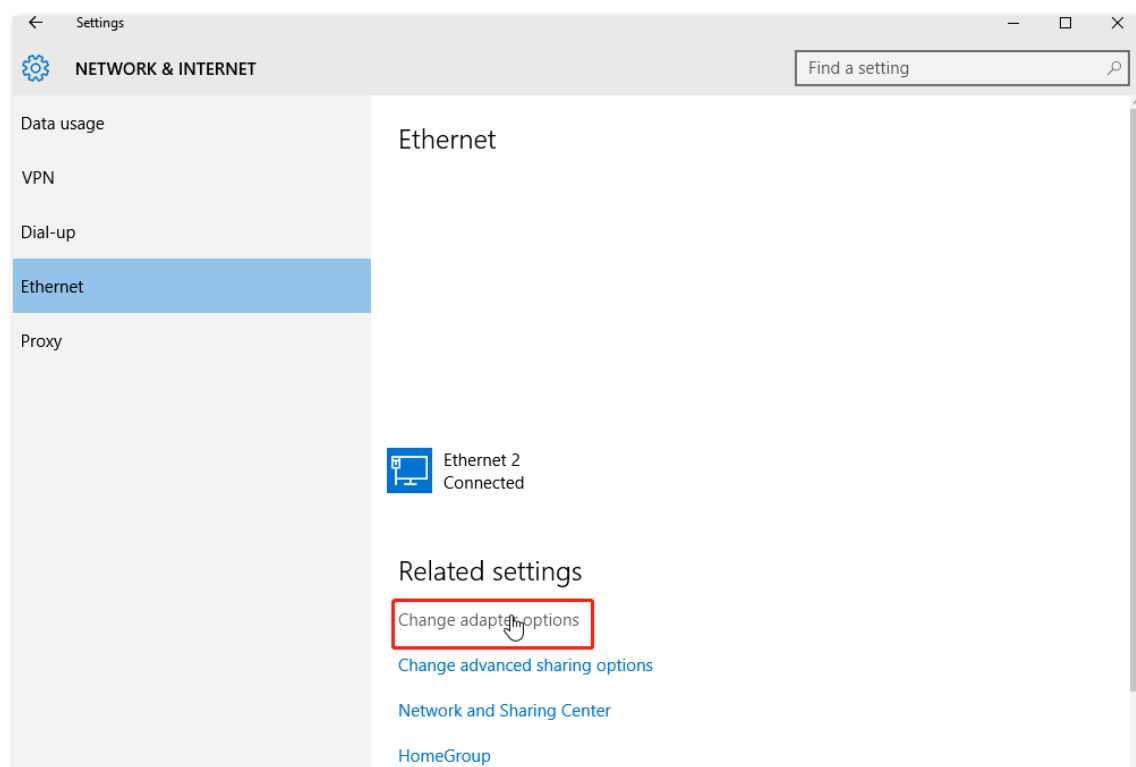 Settings
NETWORK & INTERNET
Find a setting
Data usage
VPN
Dial-up
Ethernet
Proxy
Ethernet
Ethernet 2
Connected
Related settings
Change adapter options
Change advanced sharing options
Network and Sharing Center
HomeGroup